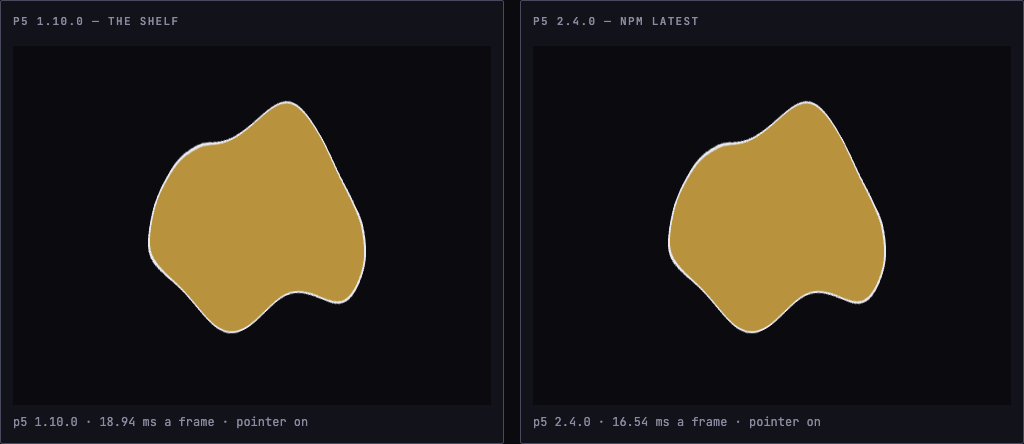 P5 1.10.0 — THE SHELF
p5 1.10.0 · 18.94 ms a frame · pointer on
P5 2.4.0 — NPM LATEST
p5 2.4.0 · 16.54 ms a frame · pointer on